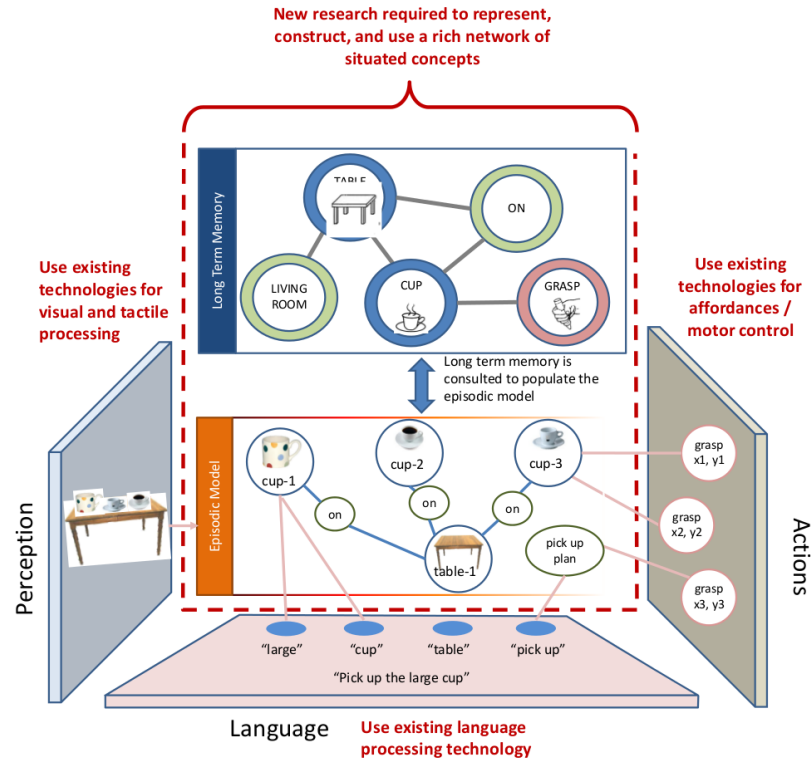 New research required to represent,
construct, and use a rich network of
situated concepts
Long Term Memory
TABLE
ON
LIVING
ROOM
CUP
GRASP
Use existing
technologies for
visual and tactile
processing
Use existing
technologies for
affordances /
motor control
Long term memory is
consulted to populate the
episodic model
Perception
Episodic Model
cup-1
cup-2
cup-3
on
on
on
table-1
pick up
plan
grasp
x1, y1
grasp
x2, y2
grasp
x3, y3
Actions
“large”
“cup”
“table”
“pick up”
“Pick up the large cup”
Language
Use existing language
processing technology